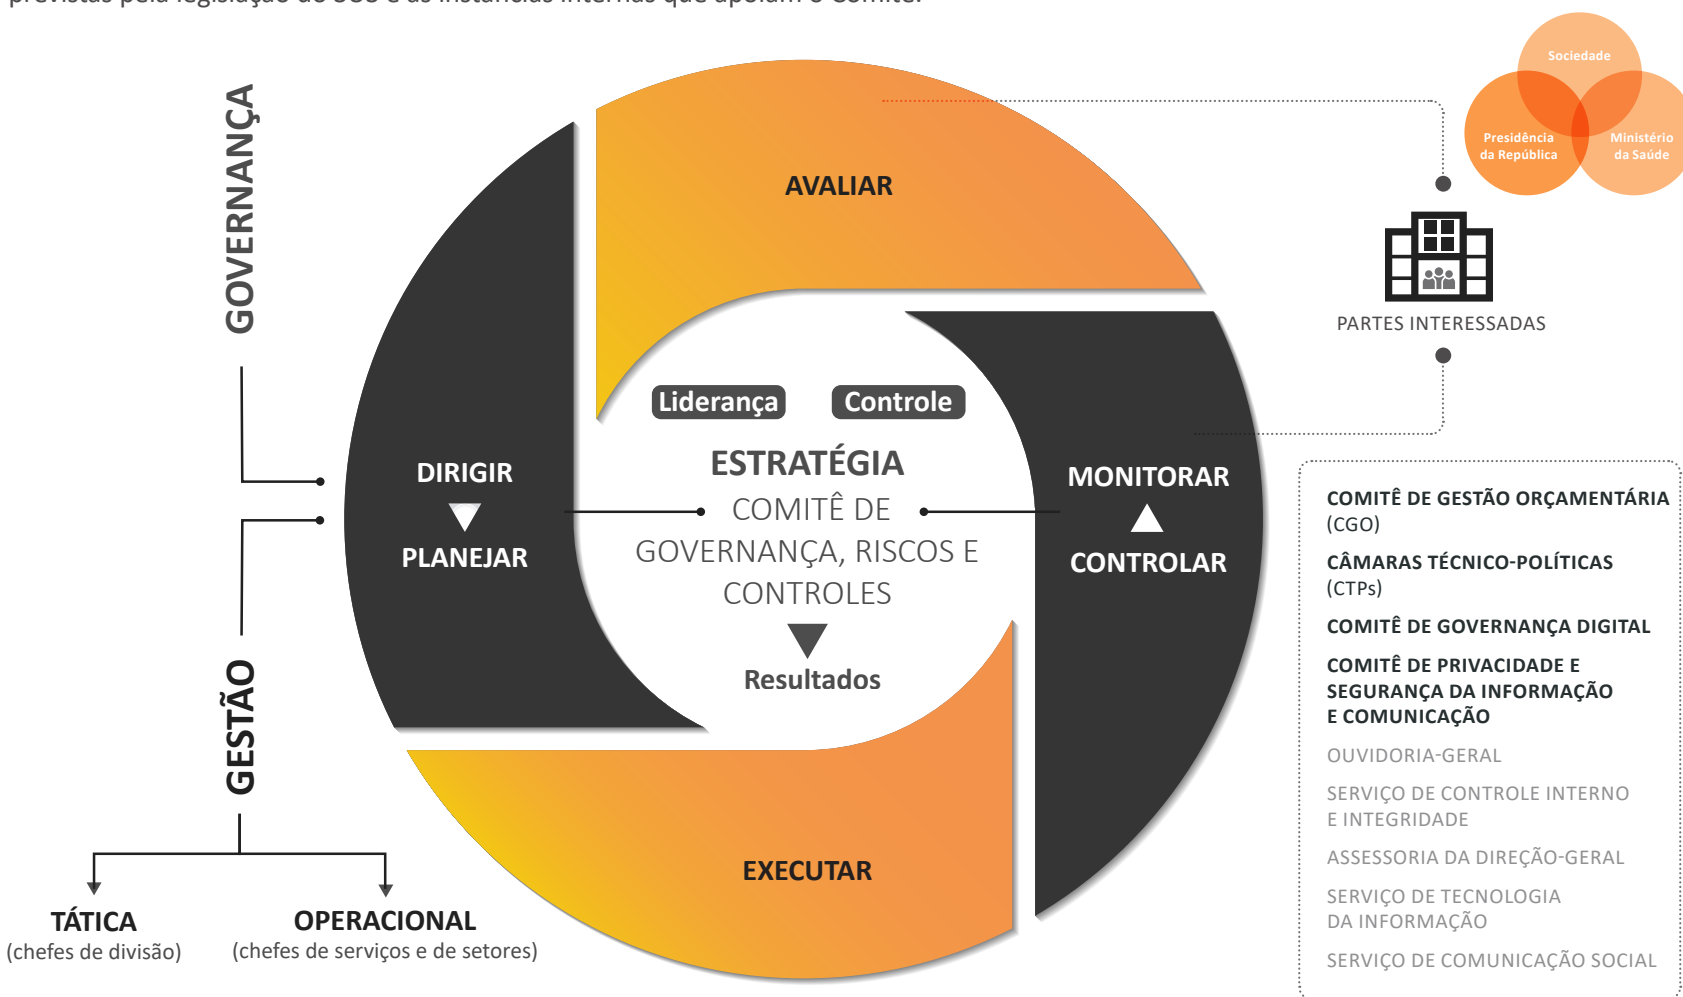 GOVERNANÇA
AVALIAR
Sociedade
Presidência
da República
Ministério
da Saúde
PARTES INTERESSADAS
Liderança
Controle
ESTRATÉGIA
COMITÊ DE
GOVERNANÇA, RISCOS E
CONTROLES
Resultados
DIRIGIR
PLANEJAR
MONITORAR
CONTROLAR
EXECUTAR
GESTÃO
TÁTICA
(chefes de divisão)
OPERACIONAL
(chefes de serviços e de setores)
COMITÊ DE GESTÃO ORÇAMENTÁRIA
(CGO)
CÂMARAS TÉCNICO-POLÍTICAS
(CTPs)
COMITÊ DE GOVERNANÇA DIGITAL
COMITÊ DE PRIVACIDADE E
SEGURANÇA DA INFORMAÇÃO
E COMUNICAÇÃO
OUVIDORIA-GERAL
SERVIÇO DE CONTROLE INTERNO
E INTEGRIDADE
ASSESSORIA DA DIREÇÃO-GERAL
SERVIÇO DE TECNOLOGIA
DA INFORMAÇÃO
SERVIÇO DE COMUNICAÇÃO SOCIAL